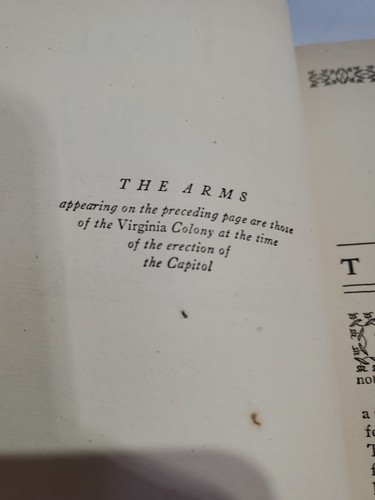 THE ARMS
appearing on the preceding page are those
of the Virginia Colony at the time
of the erection of
the Capitol
T
not
a
fo
T
f